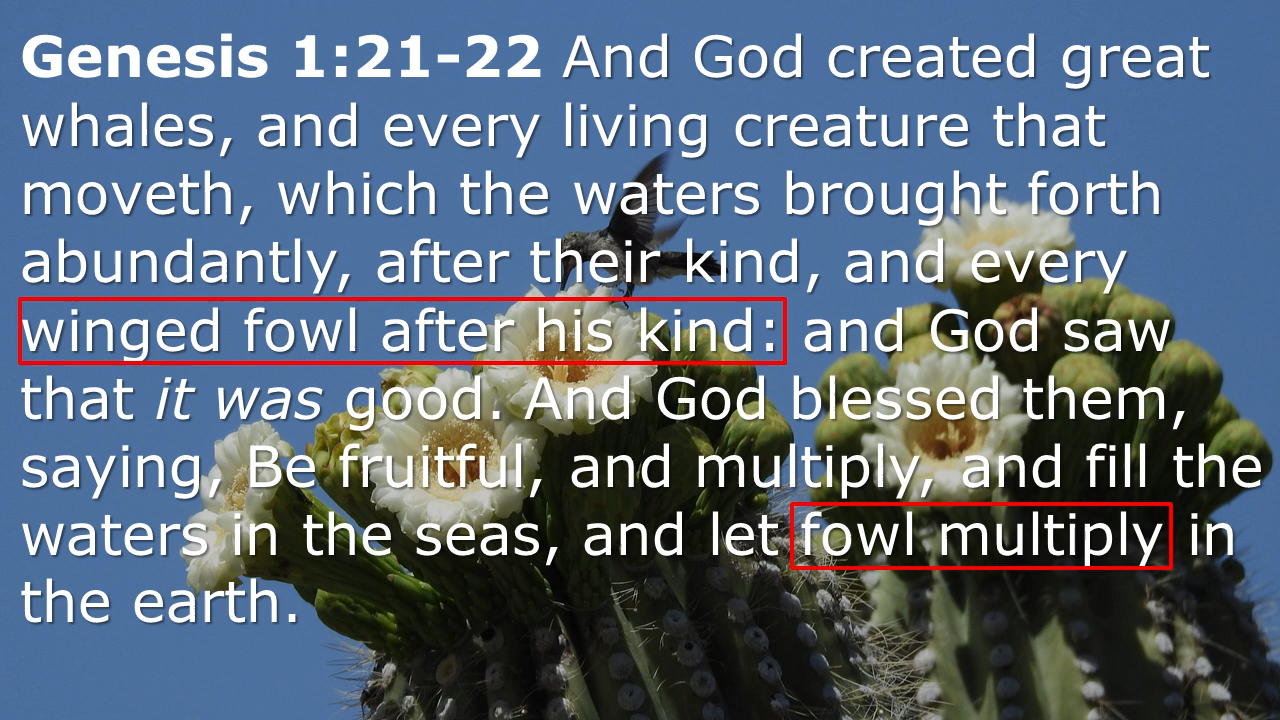 Genesis 1:21-22 And God created great
whales, and every living creature that
moveth, which the waters brought forth
abundantly, after their kind, and every
winged fowl after his kind: and God saw
that it was good. And God blessed them,
saying, Be fruitful, and multiply, and fill the
waters in the seas, and let fowl multiply in
the earth.